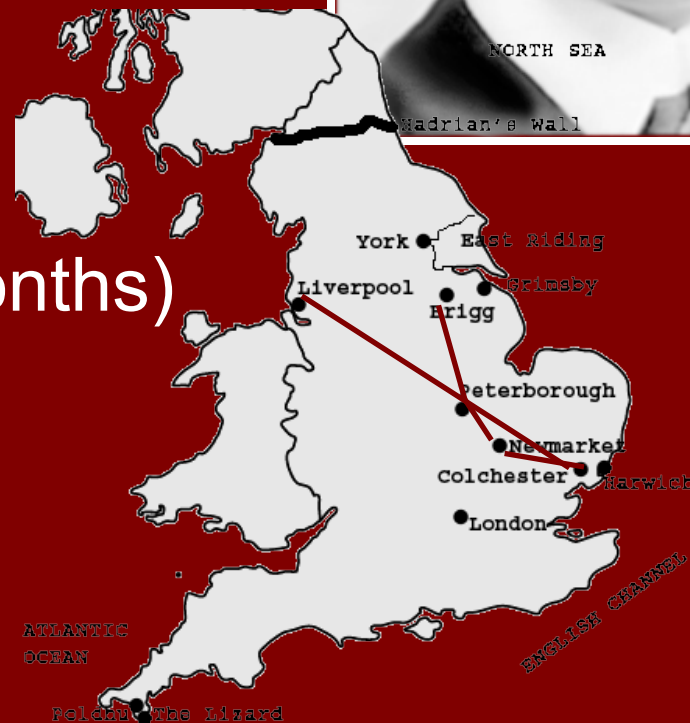 NORTH SEA
Hadrian's Wall
York
East Riding
onths)
Liverpool
Grimsby
Brigg
Peterborough
Newmarket
Colchester
Harwich
London
ENGLISH CHANNEL
ATLANTIC
OCEAN
The Lizard